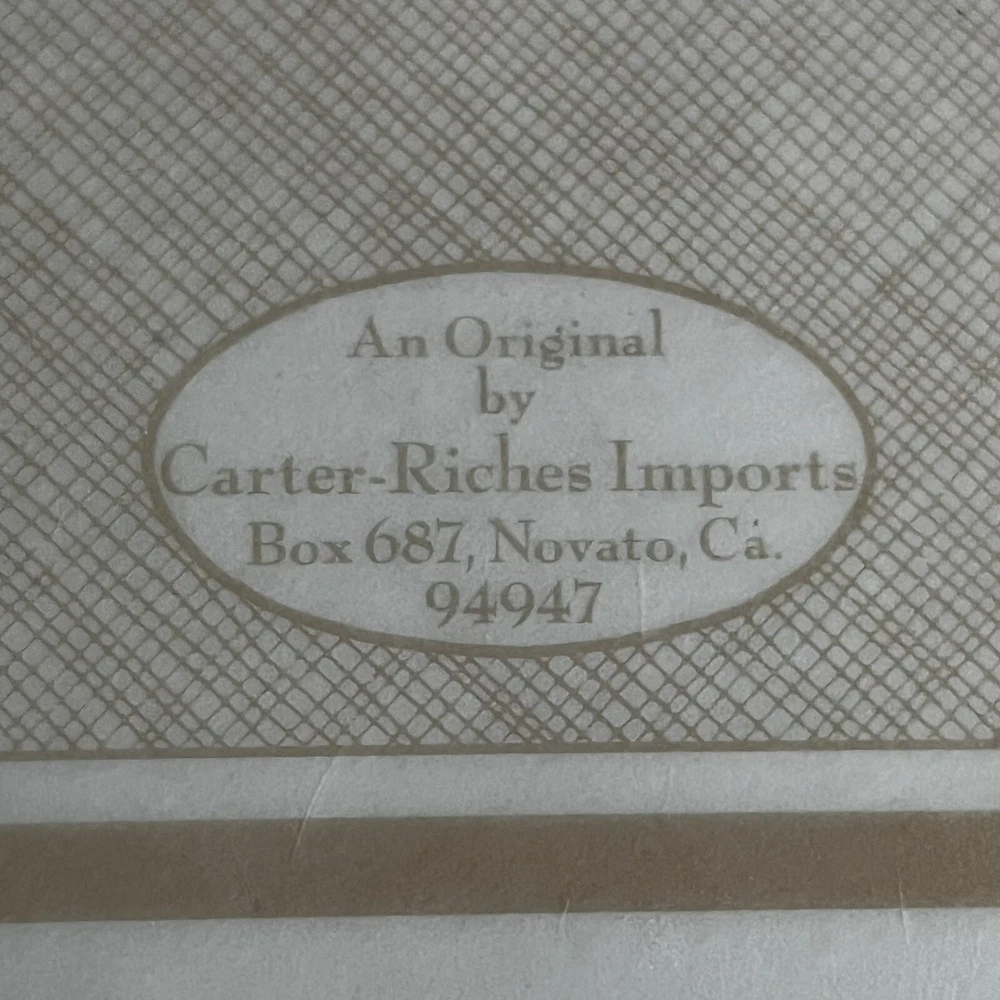 An Original
by
Carter-Riches Imports
Box 687, Novato, Ca.
94947